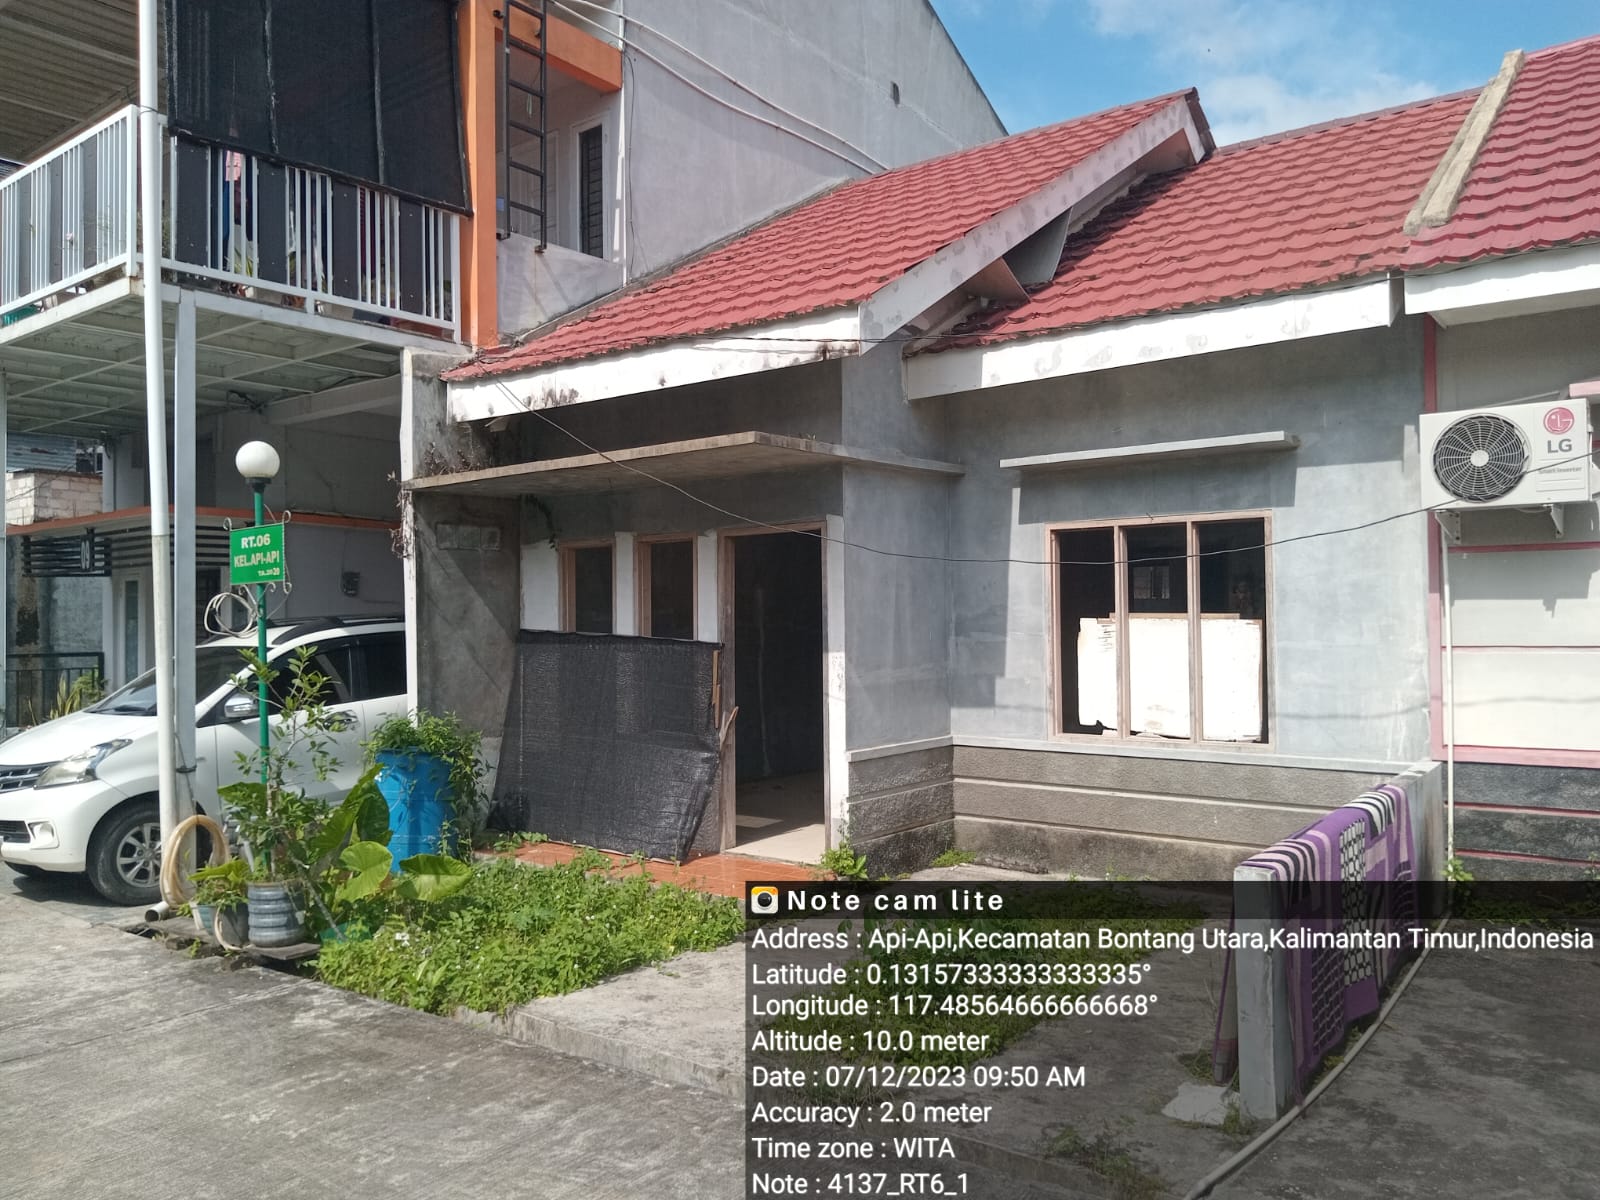 RT.06
KEL.API-API
LG
Note cam lite
Address : Api-Api,Kecamatan Bontang Utara,Kalimantan Timur,Indonesia
Latitude : 0.13157333333333335°
Longitude : 117.48564666666668°
Altitude : 10.0 meter
Date : 07/12/2023 09:50 AM
Accuracy : 2.0 meter
Time zone : WITA
Note : 4137_RT6_1